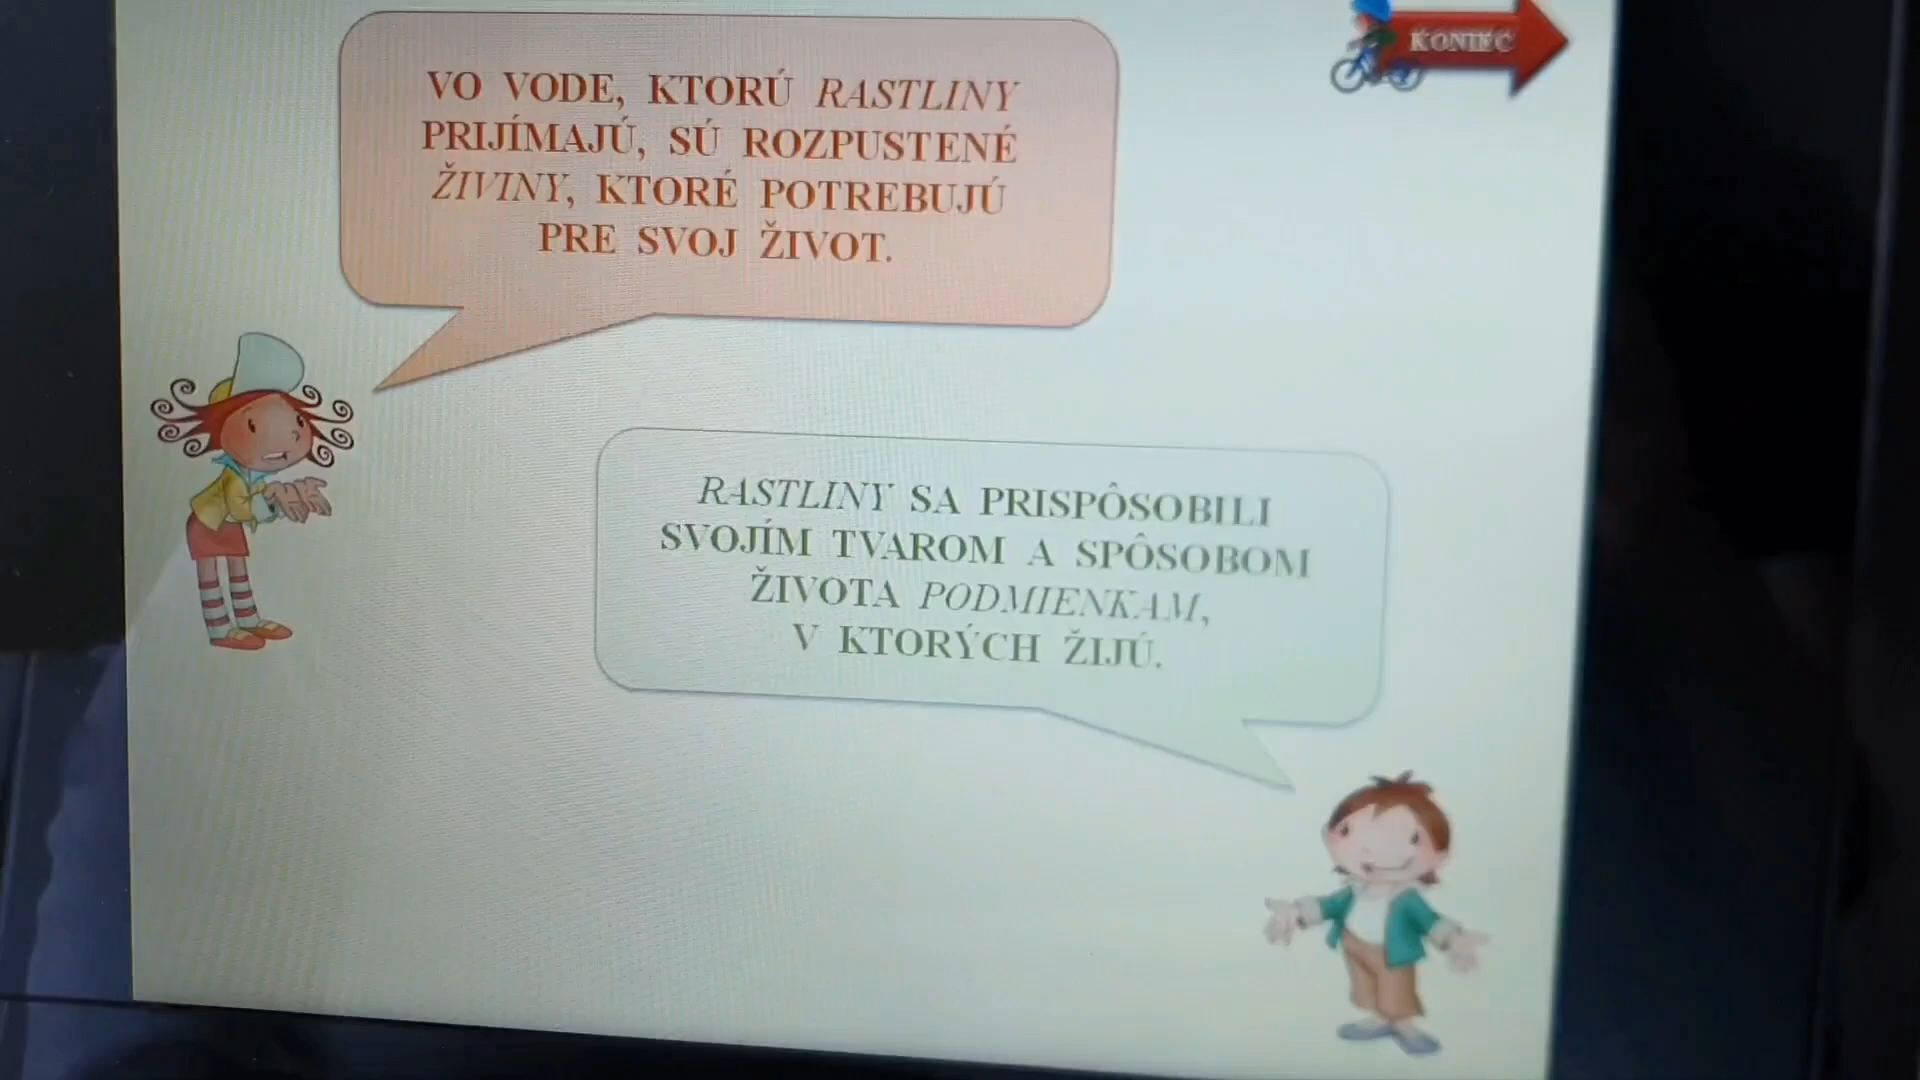 KONIEC
VO VODE, KTORÚ RASTLINY
PRIJÍMAJÚ, SÚ ROZPUSTENÉ
ŽIVINY, KTORÉ POTREBUJÚ
PRE SVOJ ŽIVOT.
RASTLINY SA PRISPÔSOBILI
SVOJÍM TVAROM A SPÔSOBOM
ŽIVOTA PODMIENKAM,
V KTORÝCH ŽIJÚ.